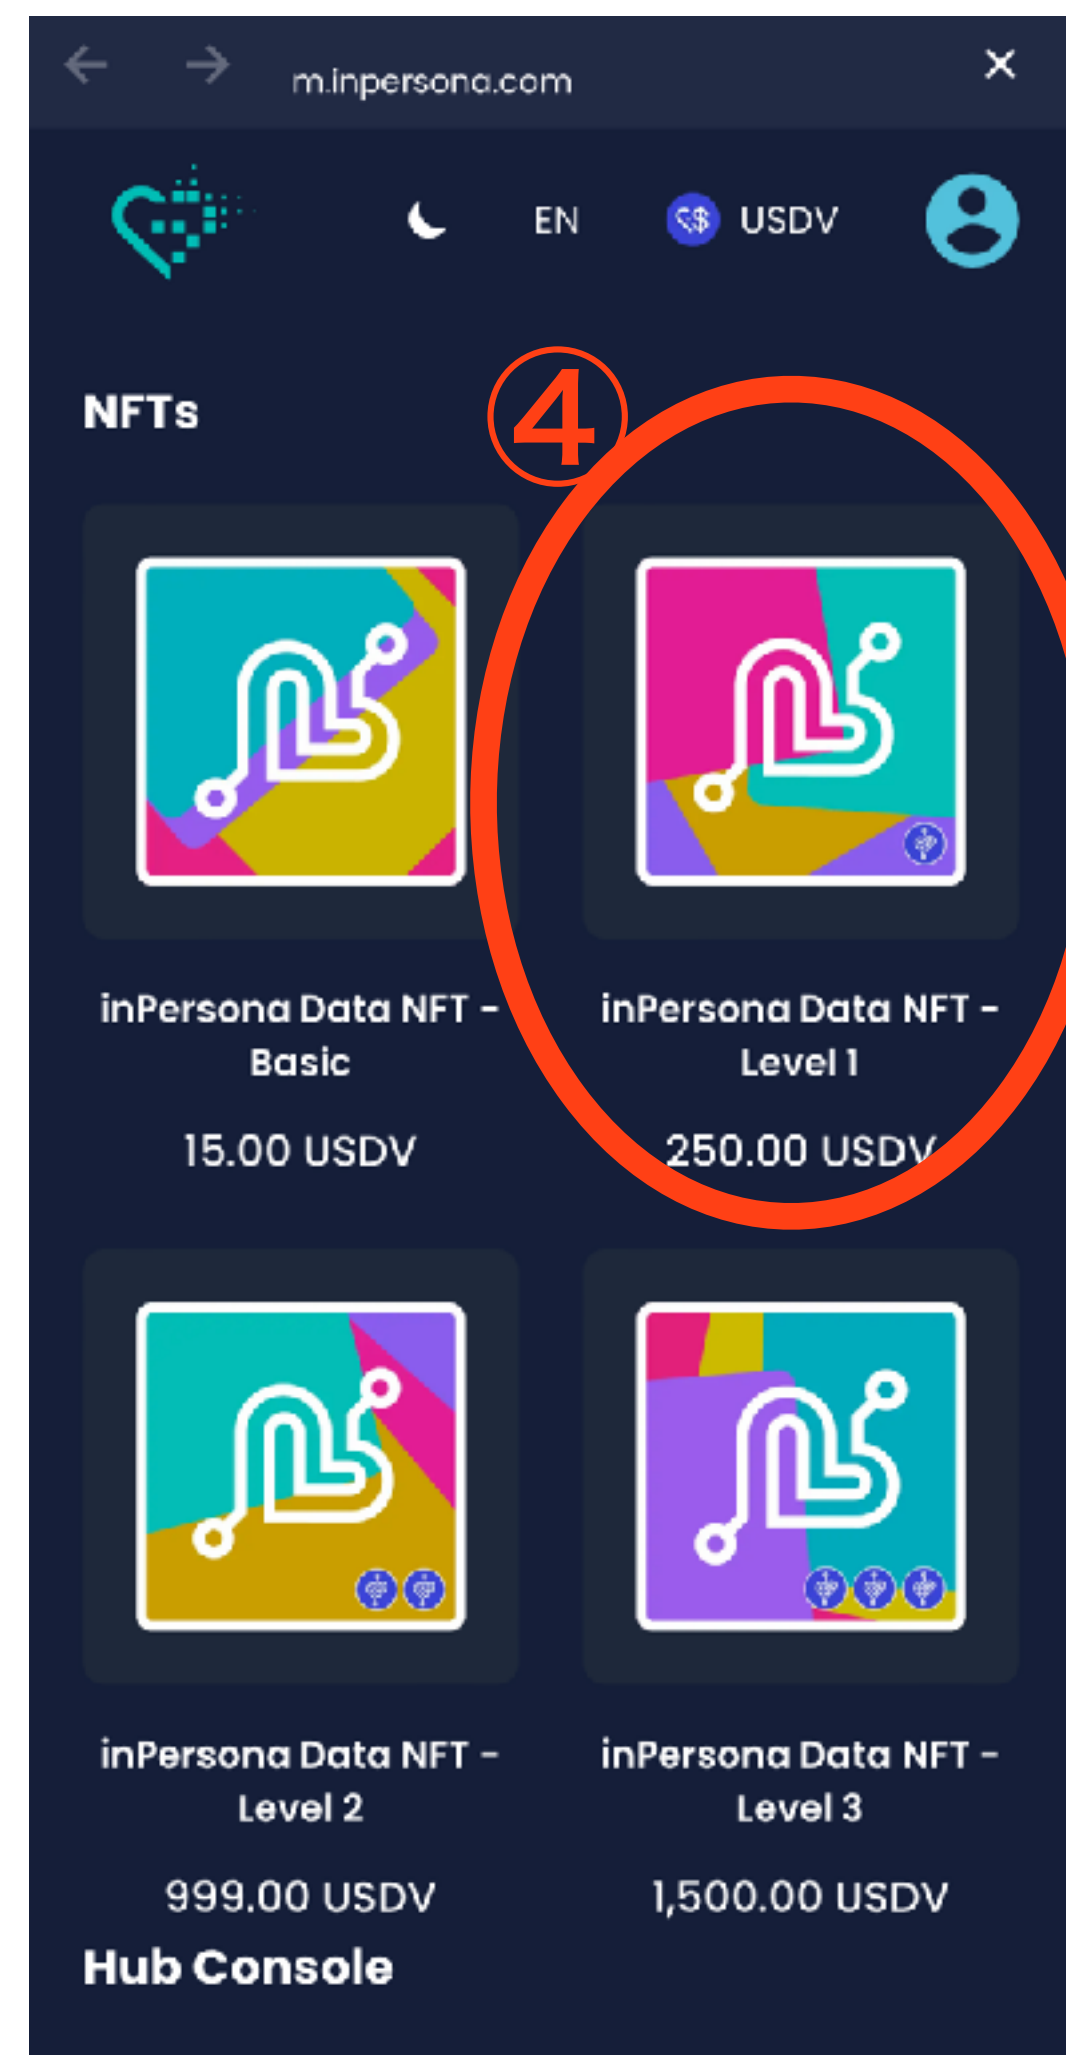 m.inpersona.com
EN
USDV
NFTs
④
inPersona Data NFT -
Basic
15.00 USDV
inPersona Data NFT -
Level 1
250.00 USDV
inPersona Data NFT -
Level 2
999.00 USDV
inPersona Data NFT -
Level 3
1,500.00 USDV
Hub Console